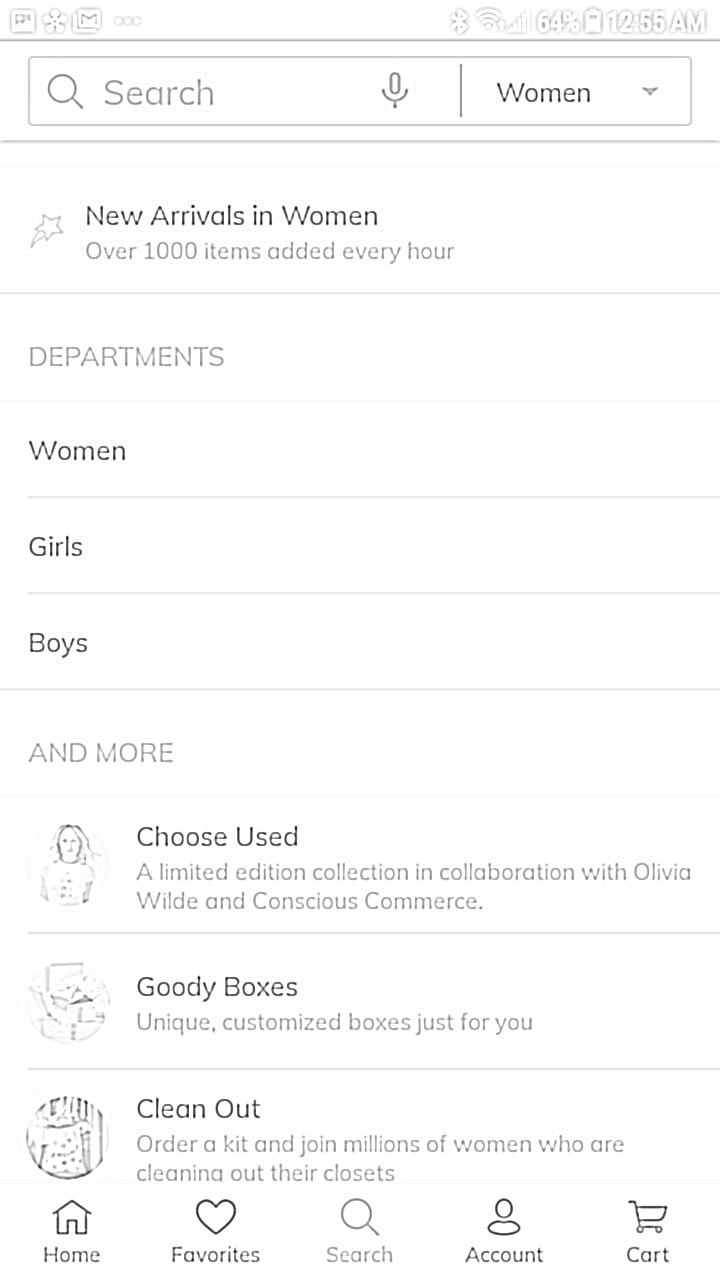 64% 12:55 AM
Search Women
New Arrivals in Women
Over 1000 items added every hour
DEPARTMENTS
Women
Girls
Boys
AND MORE
Choose Used
A limited edition collection in collaboration with Olivia
Wilde and Conscious Commerce.
Goody Boxes
Unique, customized boxes just for you
Clean Out
Order a kit and join millions of women who are
cleaning out their closets
Home Favorites Search Account Cart